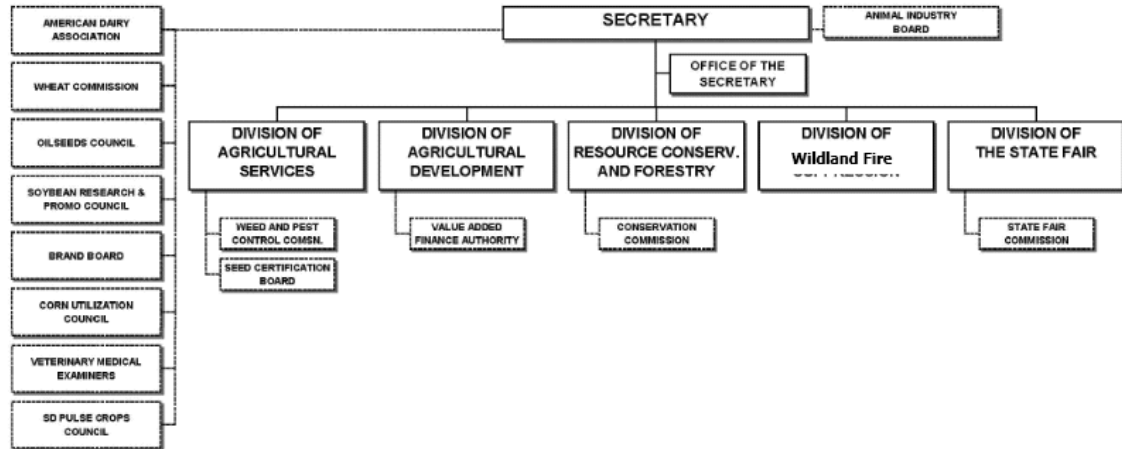 AMERICAN DAIRY
ASSOCIATION
SECRETARY
ANIMAL INDUSTRY
BOARD
WHEAT COMMISSION
OFFICE OF THE
SECRETARY
OILSEEDS COUNCIL
DIVISION OF
AGRICULTURAL
SERVICES
DIVISION OF
AGRICULTURAL
DEVELOPMENT
DIVISION OF
RESOURCE CONSERV.
AND FORESTRY
DIVISION OF
Wildland Fire
DIVISION OF
THE STATE FAIR
SOYBEAN RESEARCH &
PROMO COUNCIL
WEED AND PEST
CONTROL COMSN.
VALUE ADDED
FINANCE AUTHORITY
CONSERVATION
COMMISSION
STATE FAIR
COMMISSION
BRAND BOARD
SEED CERTIFICATION
BOARD
CORN UTILIZATION
COUNCIL
VETERINARY MEDICAL
EXAMINERS
SD PULSE CROPS
COUNCIL